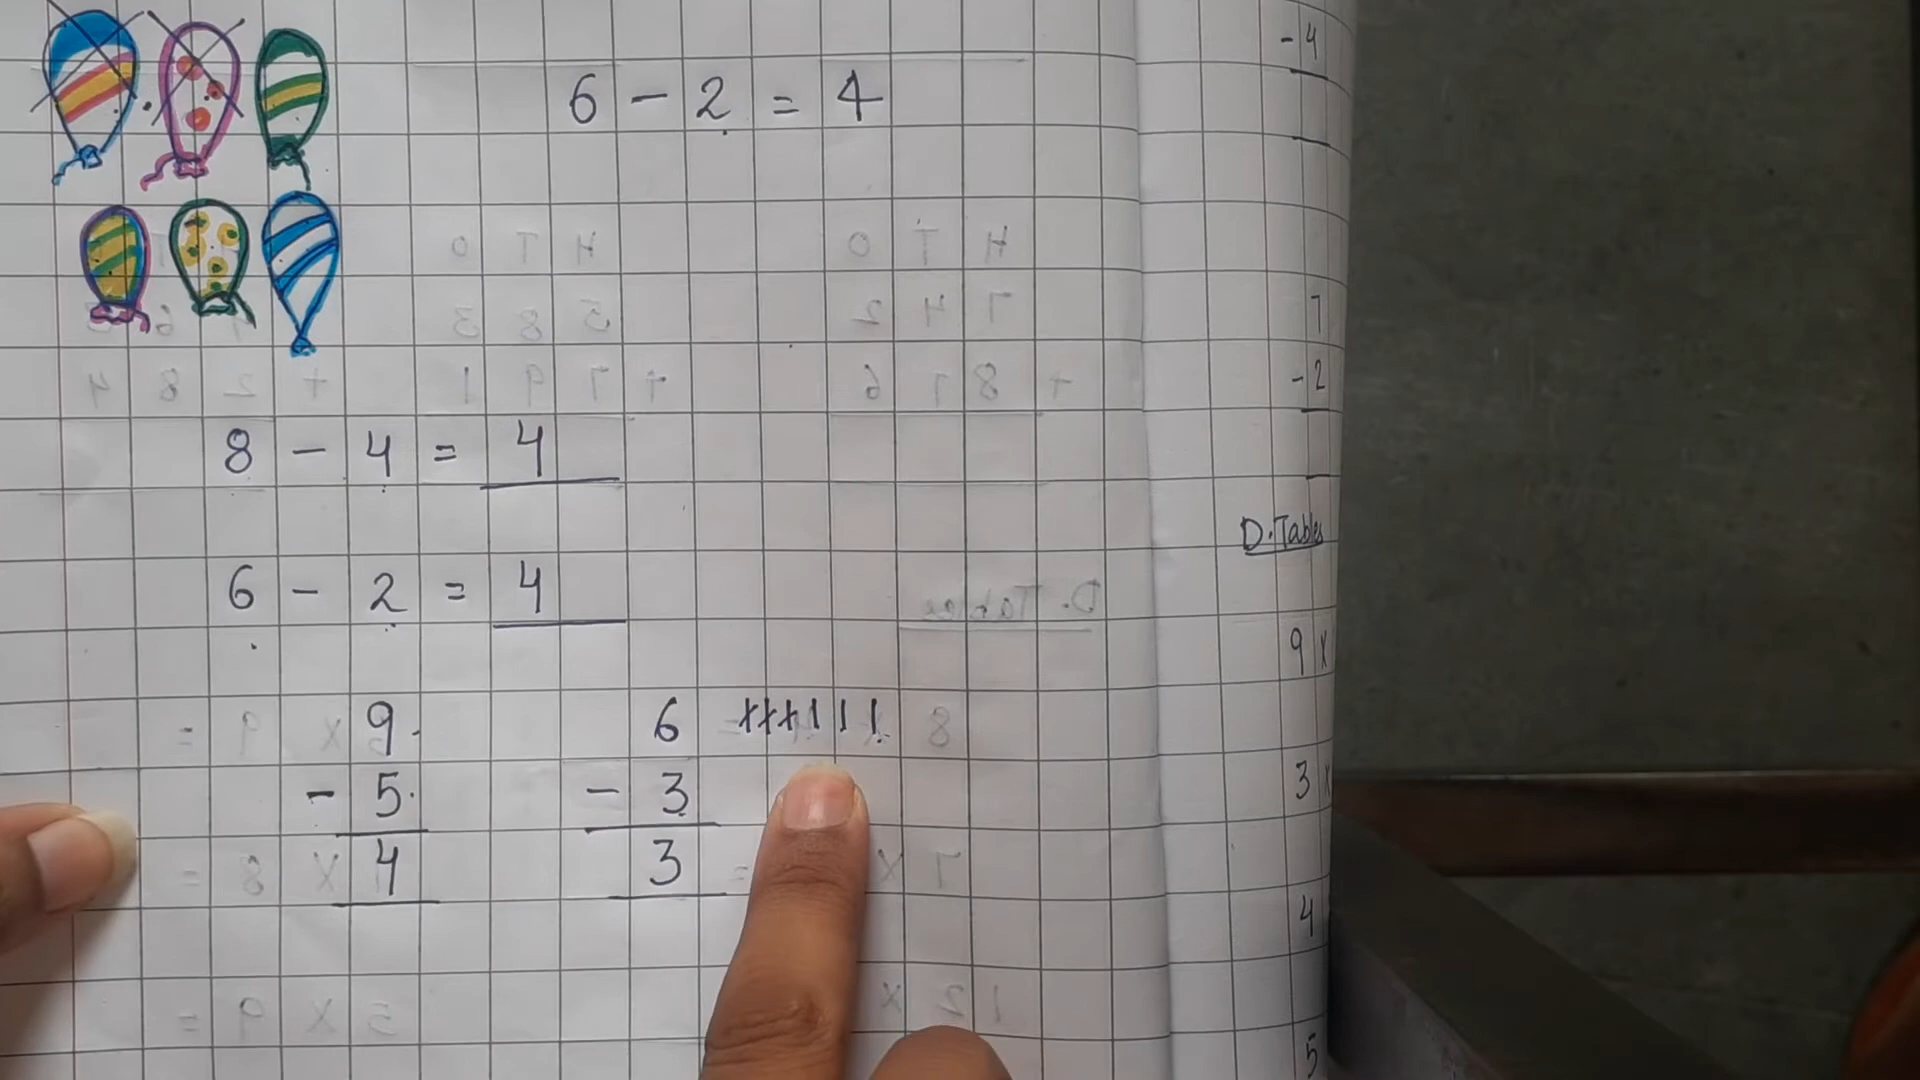 6 - 2 = 4
8 - 4 = 4
6 - 2 = 4
9
- 5
4
6
- 3
3
- 4
7
- 2
D. Tables
9 x
3 x
4
5